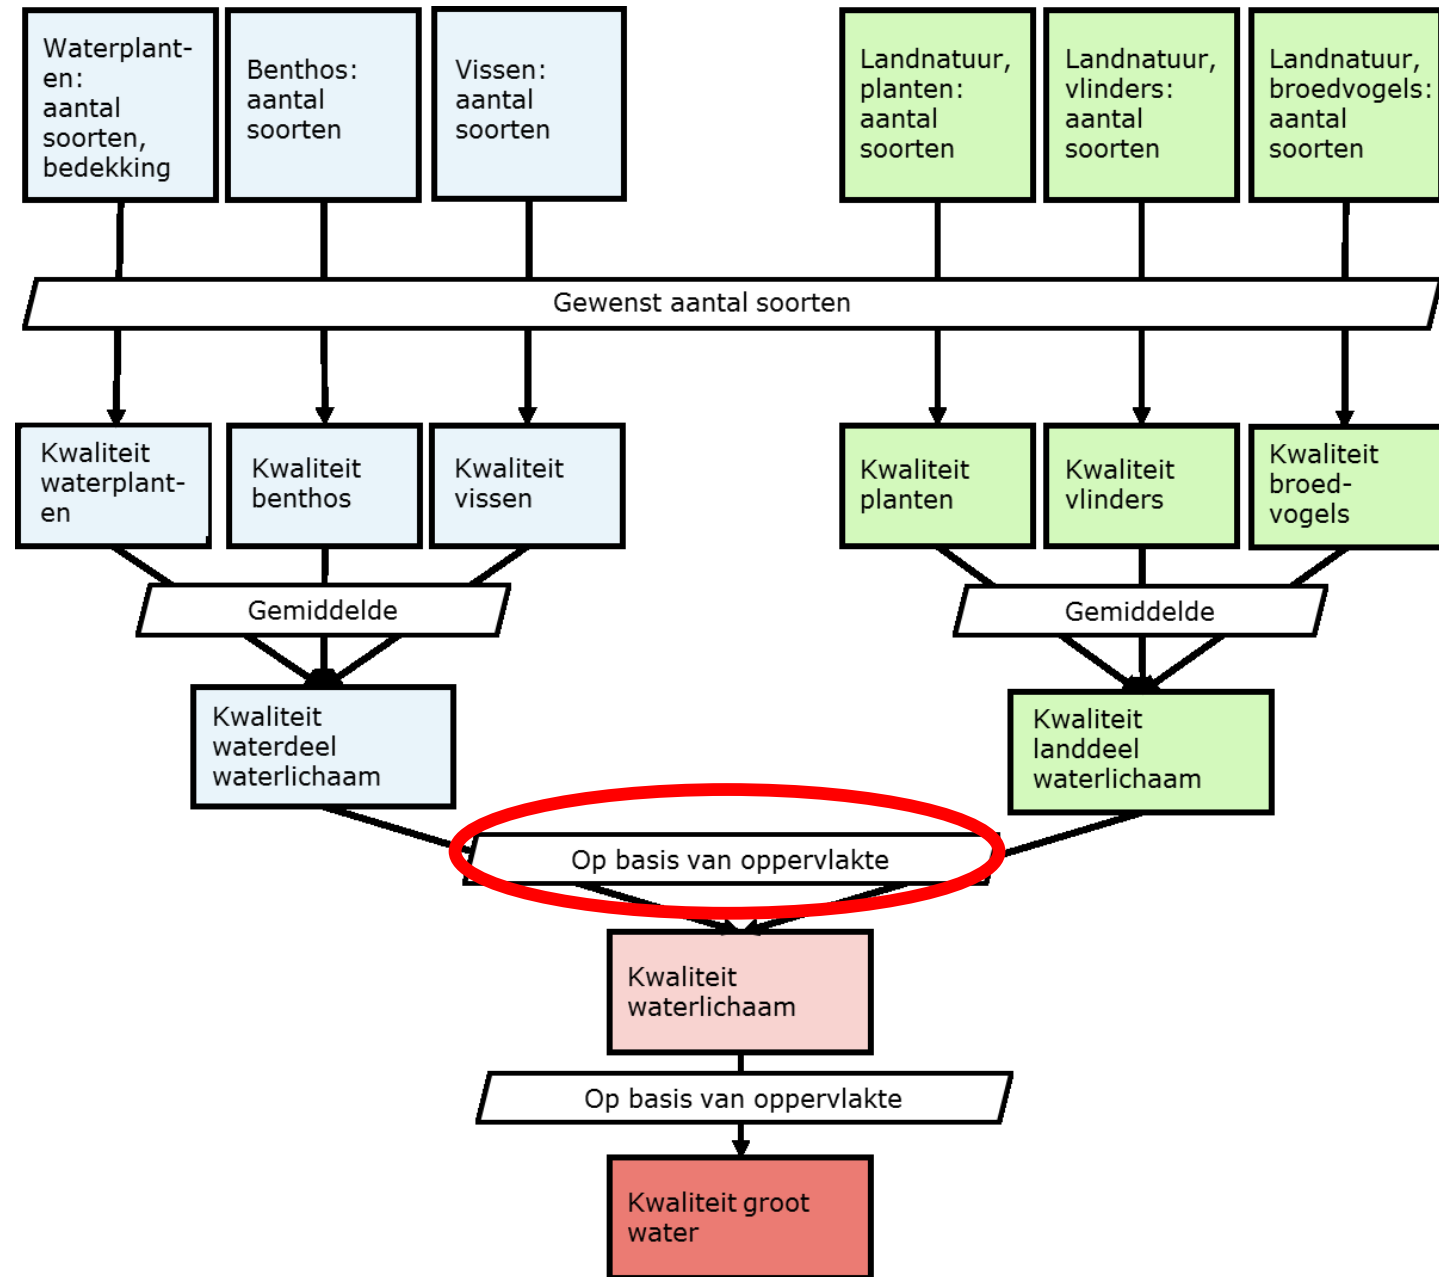 Waterplant-
en:
aantal
soorten,
bedekking
Benthos:
aantal
soorten
Vissen:
aantal
soorten
Landnatuur,
planten:
aantal
soorten
Landnatuur,
vlinders:
aantal
soorten
Landnatuur,
broedvogels:
aantal
soorten
Gewenst aantal soorten
Kwaliteit
waterplant-
en
Kwaliteit
benthos
Kwaliteit
vissen
Kwaliteit
planten
Kwaliteit
vlinders
Kwaliteit
broed-
vogels
Gemiddelde
Gemiddelde
Kwaliteit
waterdeel
waterlichaam
Kwaliteit
landdeel
waterlichaam
Op basis van oppervlakte
Kwaliteit
waterlichaam
Op basis van oppervlakte
Kwaliteit groot
water